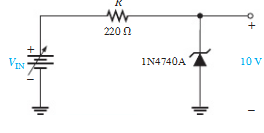 R
220 Ω
+
V_IN
−
1N4740A
+
10 V
−